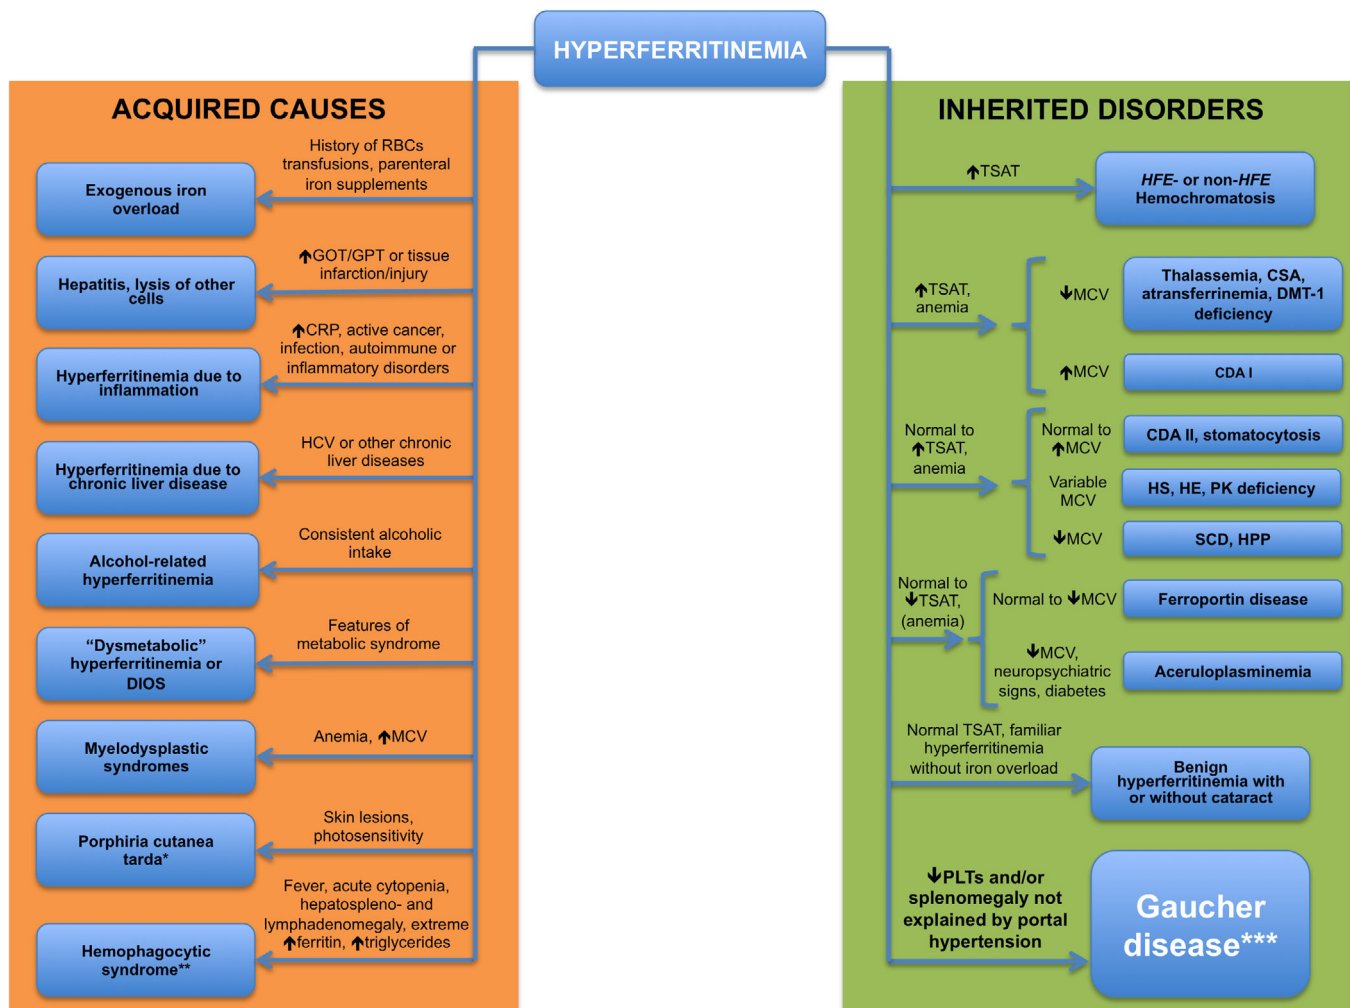 HYPERFERRITINEMIA
ACQUIRED CAUSES
History of RBCs
transfusions, parenteral
iron supplements
Exogenous iron
overload
↑GOT/GPT or tissue
infarction/injury
Hepatitis, lysis of other
cells
↑CRP, active cancer,
infection, autoimmune or
inflammatory disorders
Hyperferritinemia due to
inflammation
HCV or other chronic
liver diseases
Hyperferritinemia due to
chronic liver disease
Consistent alcoholic
intake
Alcohol-related
hyperferritinemia
Features of
metabolic syndrome
“Dysmetabolic”
hyperferritinemia or
DIOS
Anemia, ↑MCV
Myelodysplastic
syndromes
Skin lesions,
photosensitivity
Porphiria cutanea
tarda*
Fever, acute cytopenia,
hepatospleno- and
lymphadenomegaly, extreme
↑ferritin, ↑triglycerides
Hemophagocytic
syndrome**
INHERITED DISORDERS
↑TSAT
HFE- or non-HFE
Hemochromatosis
↑TSAT,
anemia
↓MCV
Thalassemia, CSA,
atransferrinemia, DMT-1
deficiency
↑MCV
CDA I
Normal to
↑TSAT,
anemia
Normal to
↑MCV
CDA II, stomatocytosis
Variable
MCV
HS, HE, PK deficiency
↓MCV
SCD, HPP
Normal to
↓TSAT,
(anemia)
Normal to ↓MCV
Ferroportin disease
↓MCV,
neuropsychiatric
signs, diabetes
Aceruloplasminemia
Normal TSAT, familiar
hyperferritinemia
without iron overload
Benign
hyperferritinemia with
or without cataract
↓PLTs and/or
splenomegaly not
explained by portal
hypertension
Gaucher
disease***